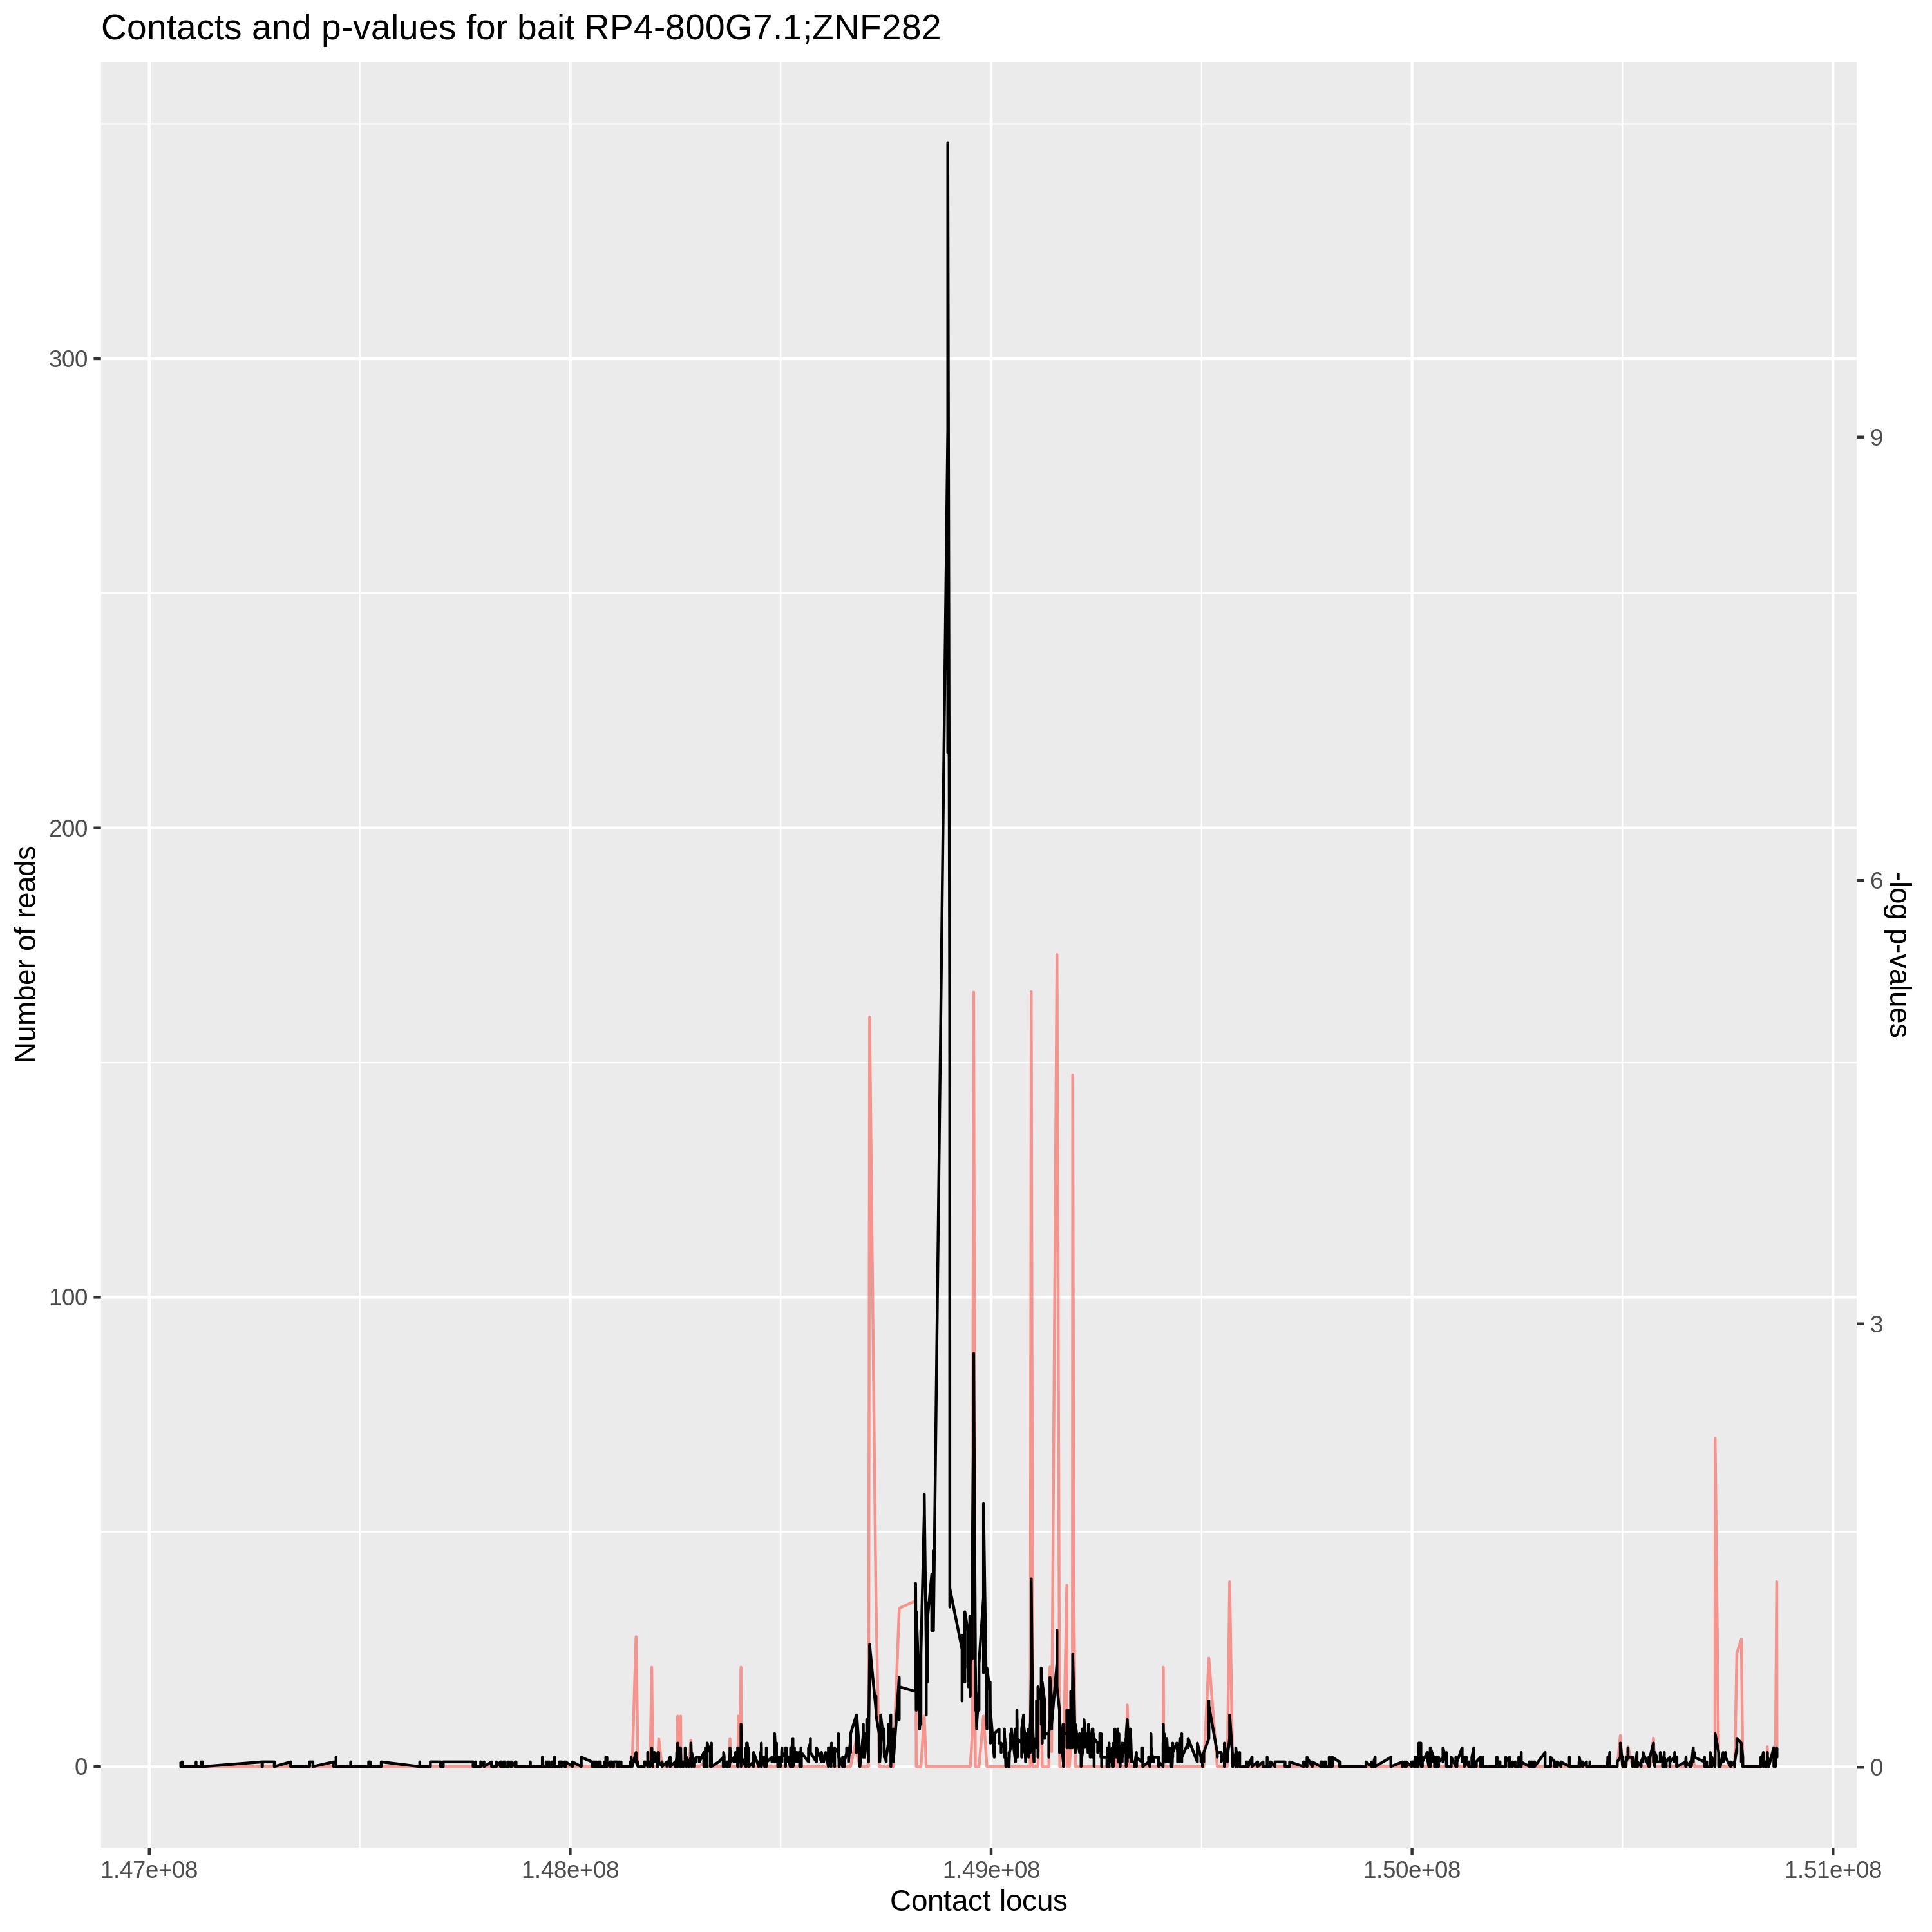 Contacts and p-values for bait RP4-800G7.1;ZNF282
Number of reads
300
200
100
0
9
6
3
0
-log p-values
1.47e+08
1.48e+08
1.49e+08
1.50e+08
1.51e+08
Contact locus